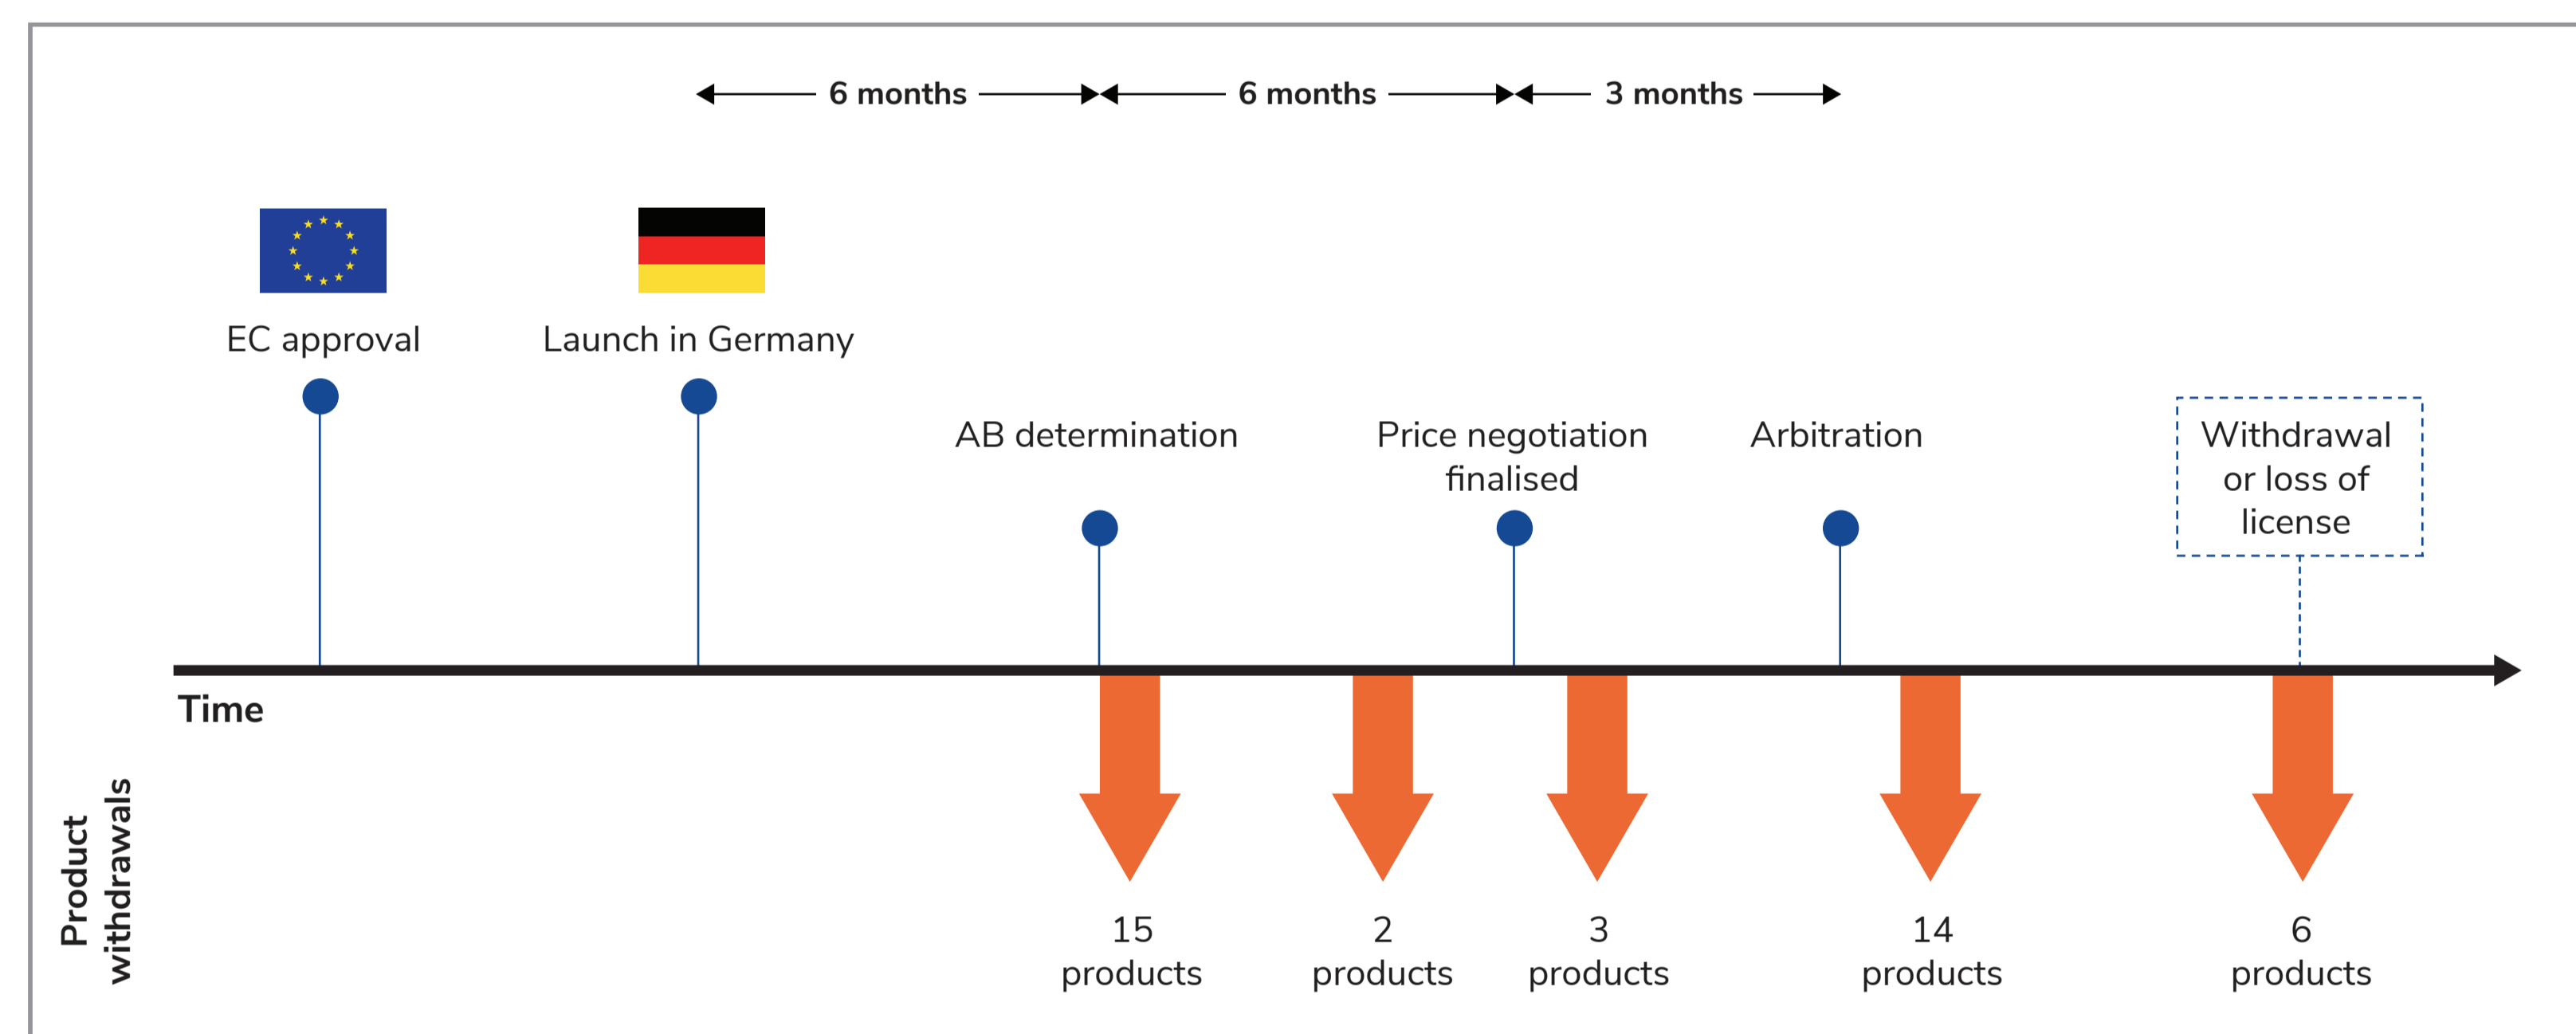 6 months
6 months
3 months
EC approval
Launch in Germany
AB determination
Price negotiation
finalised
Arbitration
Withdrawal
or loss of
license
Time
Product
withdrawals
15
products
2
products
3
products
14
products
6
products